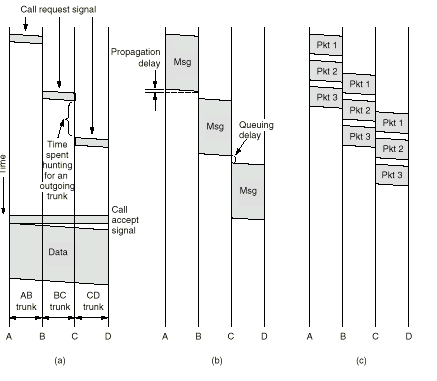 Call request signal
Propagation
delay
Msg
Pkt 1
Pkt 2
Pkt 3
Pkt 1
Pkt 2
Pkt 3
Pkt 1
Pkt 2
Pkt 3
Msg
Queuing
delay
Msg
Time
spent
hunting
for an
outgoing
trunk
Time
Call
accept
signal
Data
AB
trunk
BC
trunk
CD
trunk
A B C D A B C D A B C D
(a) (b) (c)